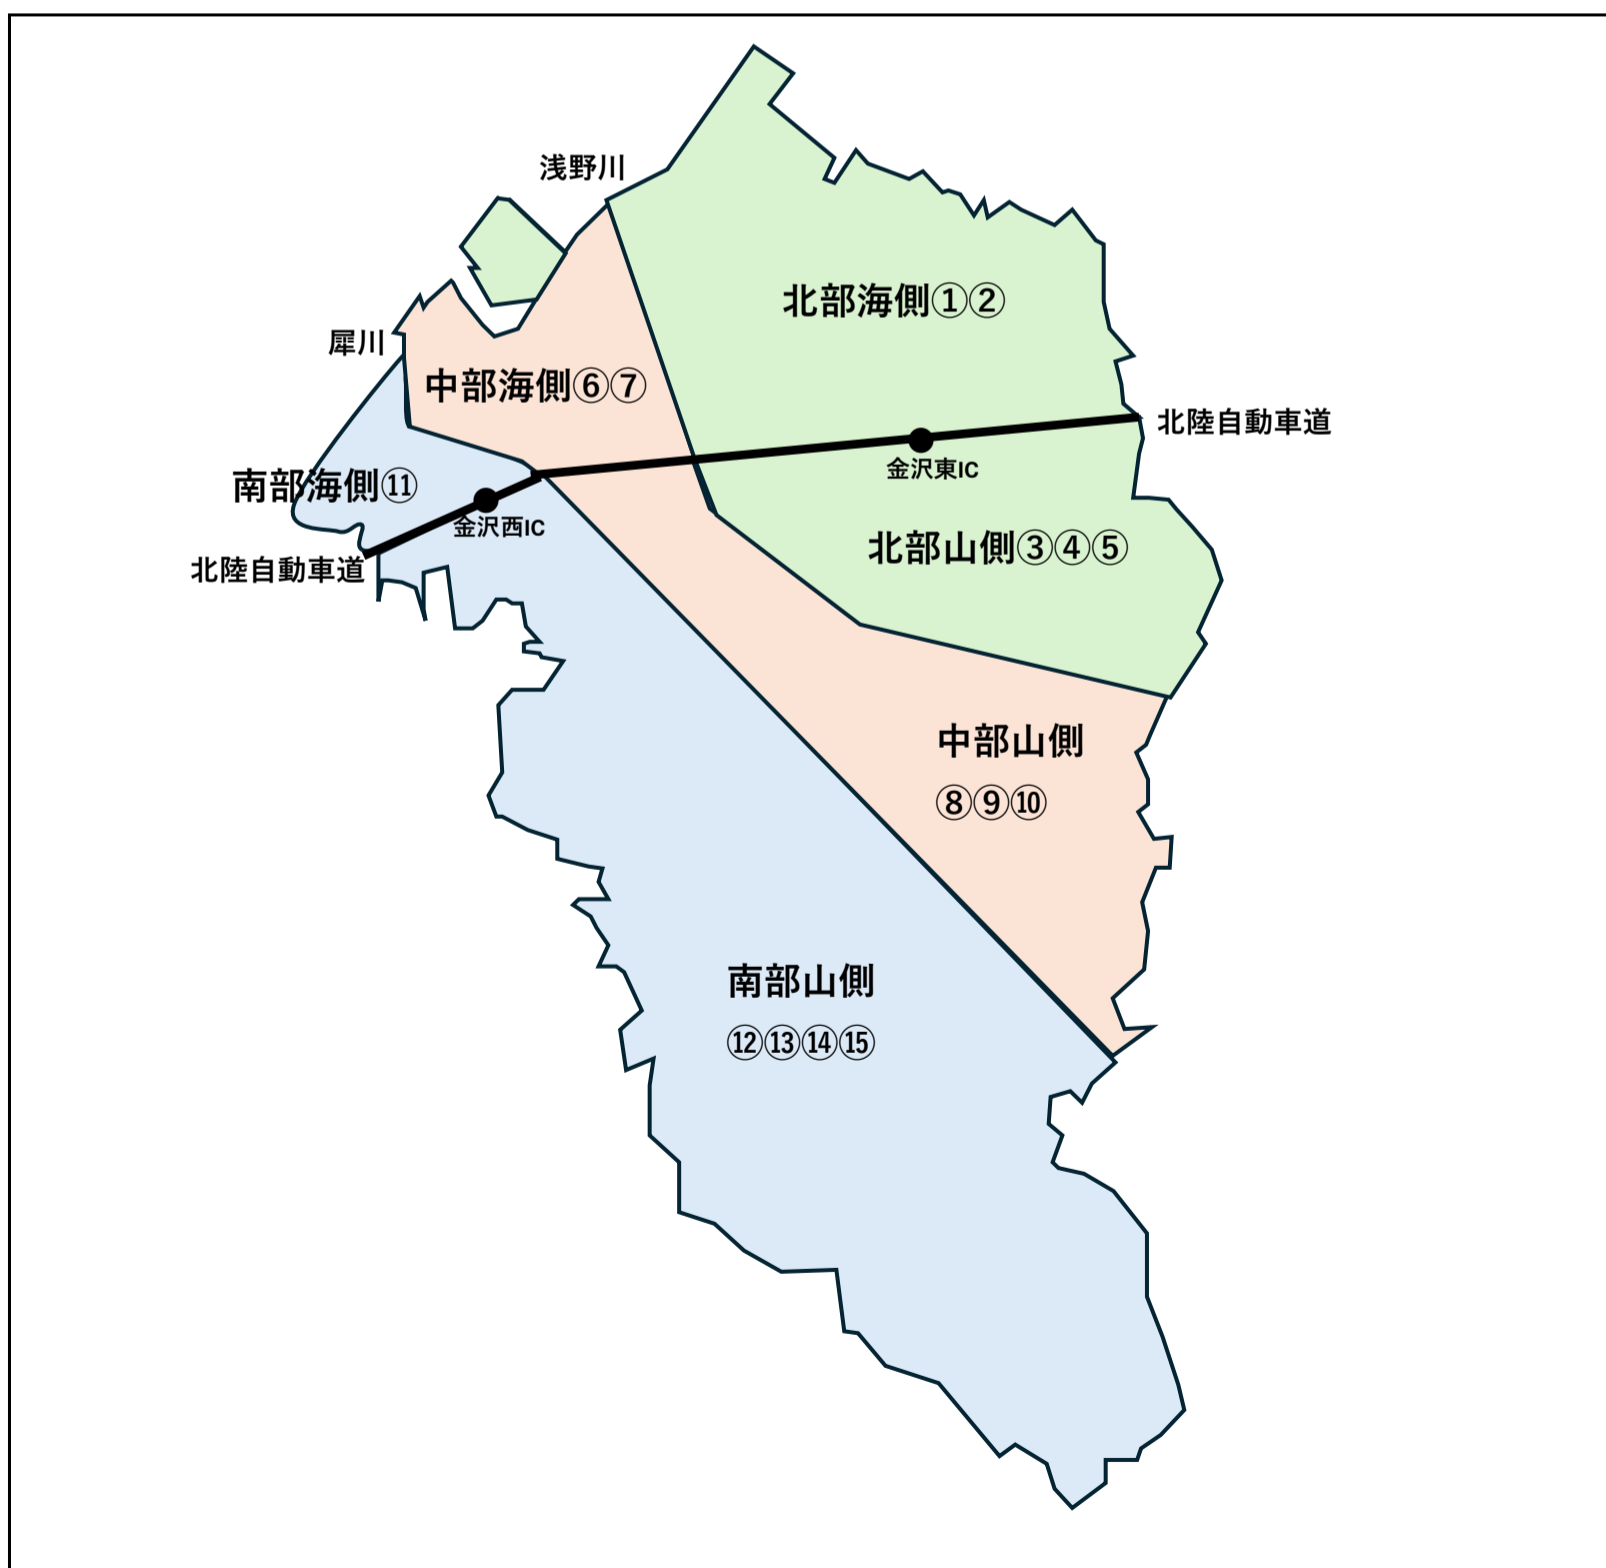 浅野川
北部海側①②
犀川
中部海側⑥⑦
北陸自動車道
金沢東IC
南部海側⑪
金沢西IC
北部山側③④⑤
北陸自動車道
中部山側
⑧⑨⑩
南部山側
⑫⑬⑭⑮